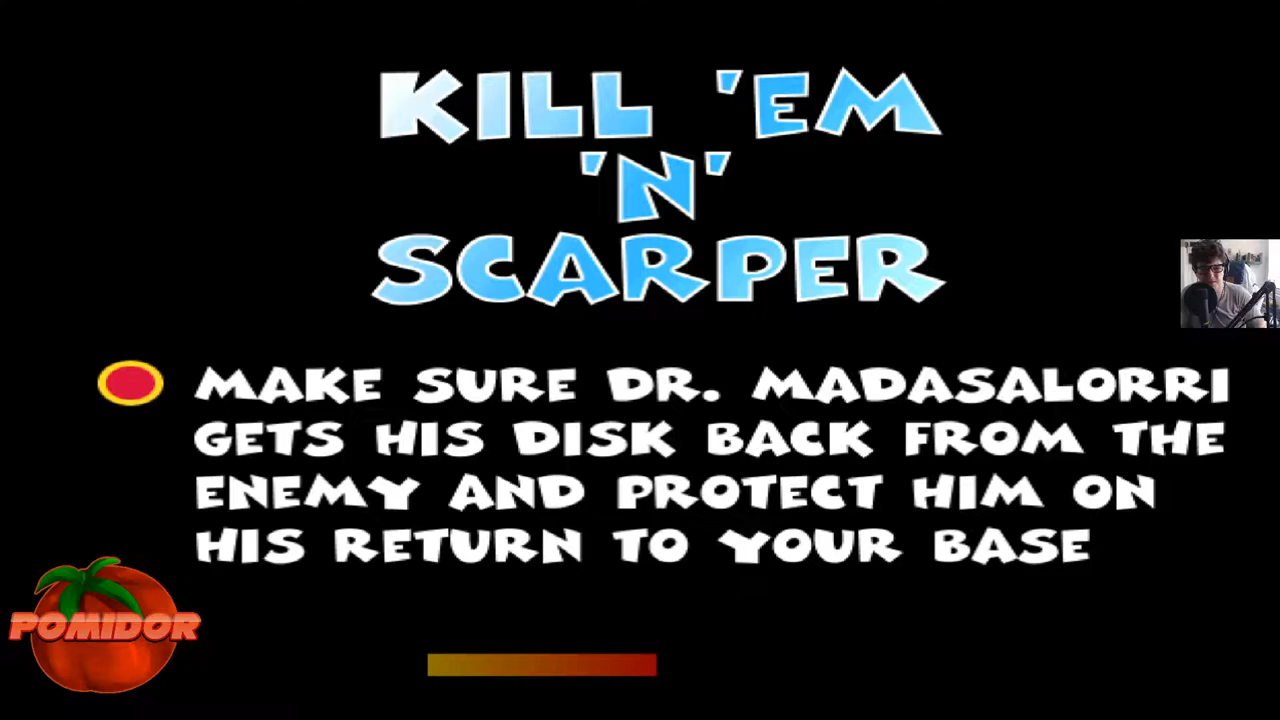 KILL 'EM
'N'
SCARPER
MAKE SURE DR. MADASALORRI
GETS HIS DISK BACK FROM THE
ENEMY AND PROTECT HIM ON
HIS RETURN TO YOUR BASE
POMIDOR